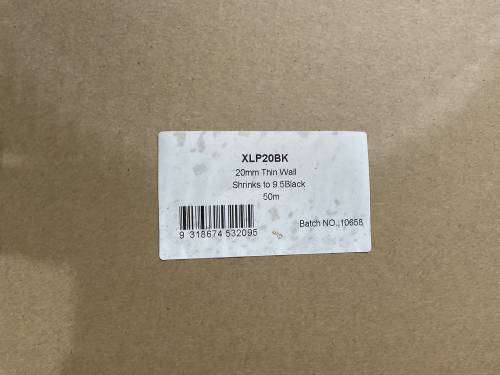 XLP20BK
20mm Thin Wall
Shrinks to 9.5Black
50m
9 318674 532095
Batch NO.:10658